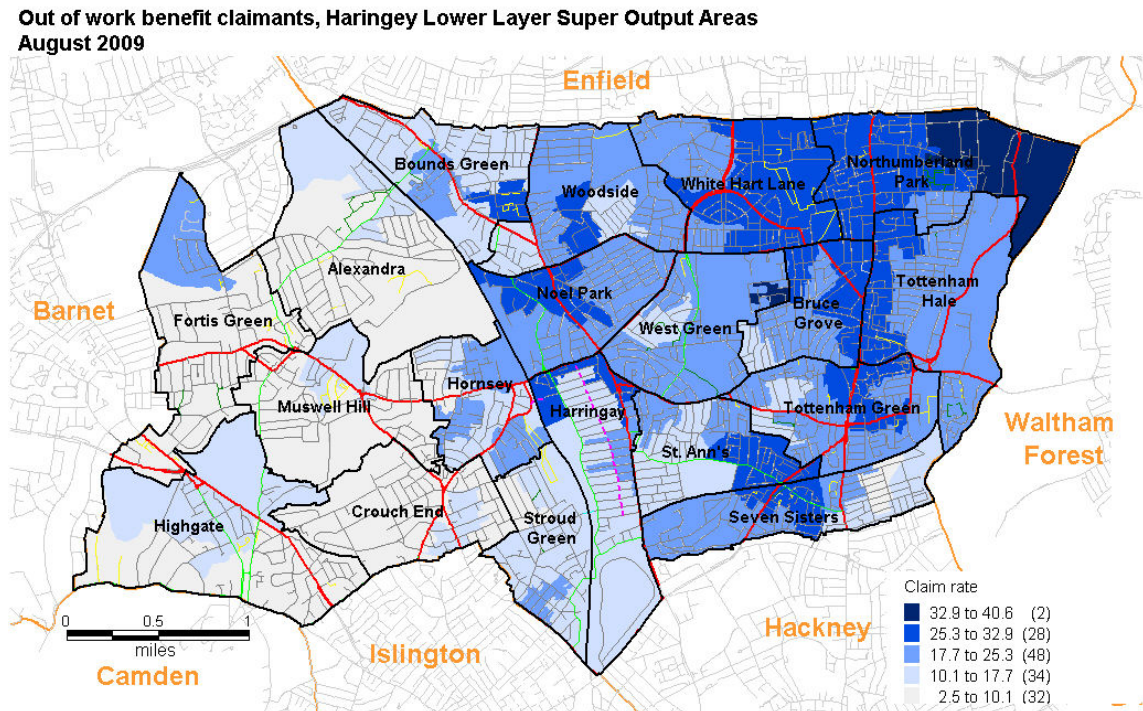 Out of work benefit claimants, Haringey Lower Layer Super Output Areas
August 2009
Enfield
Bounds Green
Woodside
White Hart Lane
Northumberland
Park
Alexandra
Noel Park
Tottenham
Hale
Barnet
Fortis Green
West Green
Bruce
Grove
Hornsey
Muswell Hill
Harringay
Tottenham Green
Waltham
Forest
St. Ann's
Highgate
Crouch End
Stroud
Green
Seven Sisters
0 0.5 1
miles
Camden
Islington
Hackney
Claim rate
32.9 to 40.6 (2)
25.3 to 32.9 (28)
17.7 to 25.3 (48)
10.1 to 17.7 (34)
2.5 to 10.1 (32)